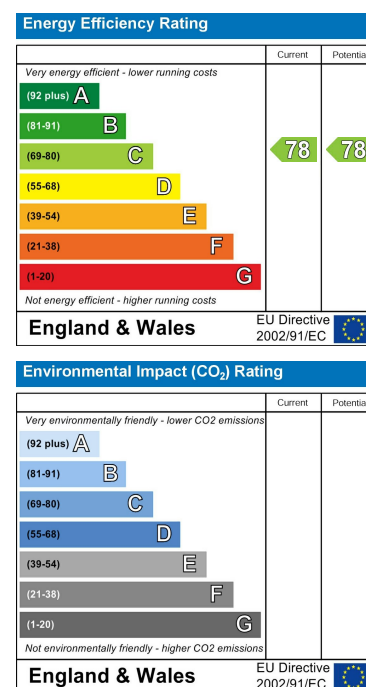 Energy Efficiency Rating
Current Potentia
Very energy efficient - lower running costs
(92 plus) A
(81-91) B
(69-80) C 78 78
(55-68) D
(39-54) E
(21-38) F
(1-20) G
Not energy efficient - higher running costs
England & Wales EU Directive 2002/91/EC
Environmental Impact (CO₂) Rating
Current Potentia
Very environmentally friendly - lower CO2 emissions
(92 plus) A
(81-91) B
(69-80) C
(55-68) D
(39-54) E
(21-38) F
(1-20) G
Not environmentally friendly - higher CO2 emissions
England & Wales EU Directive 2002/91/EC